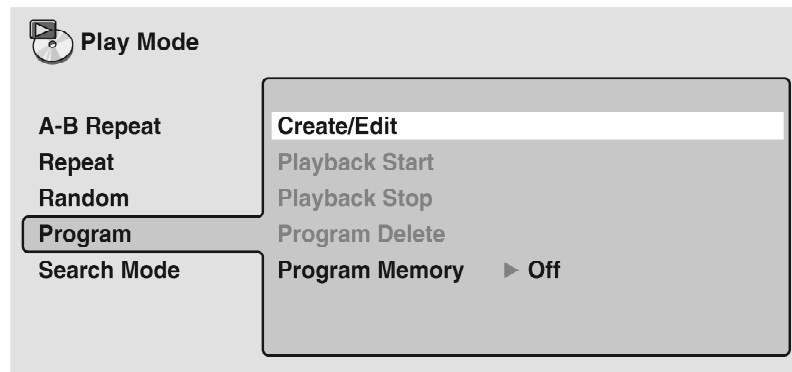 Play Mode
A-B Repeat
Repeat
Random
Program
Search Mode
Create/Edit
Playback Start
Playback Stop
Program Delete
Program Memory ▶ Off